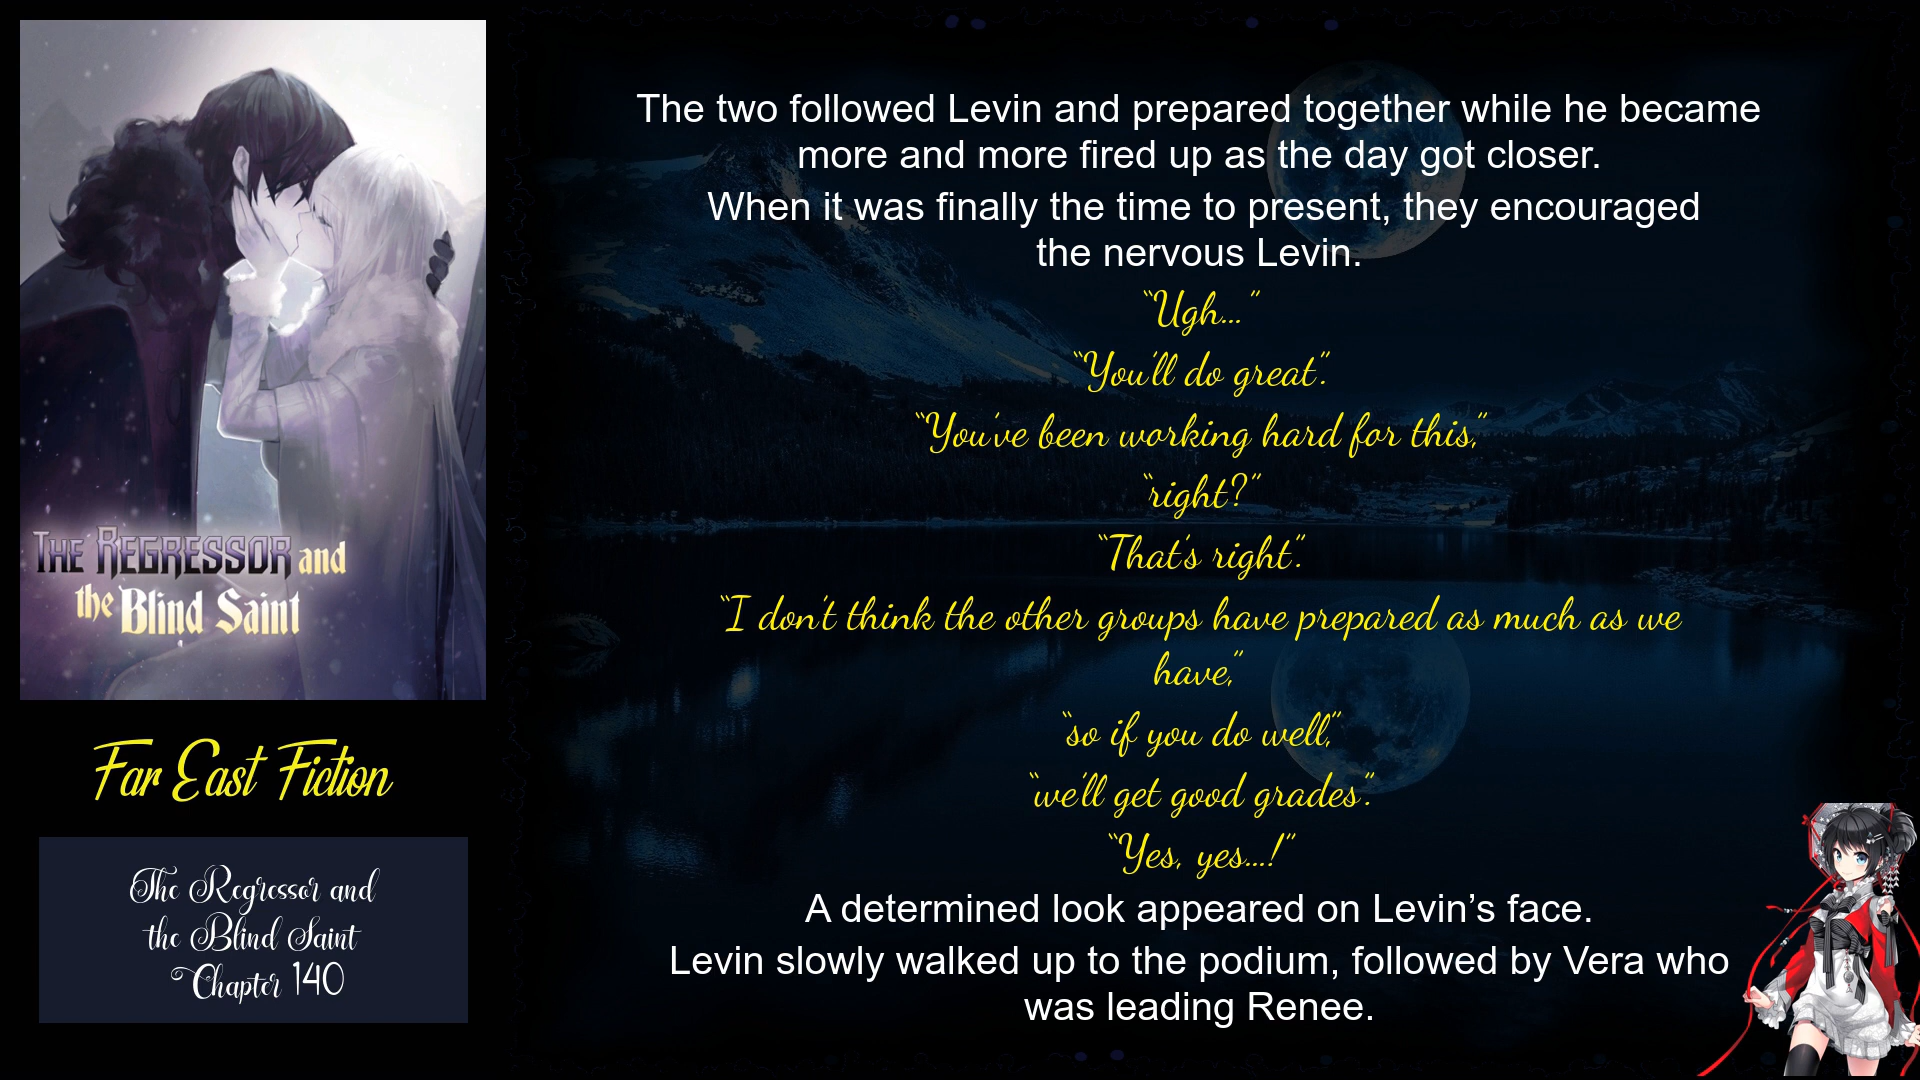 The two followed Levin and prepared together while he became
more and more fired up as the day got closer.
When it was finally the time to present, they encouraged
the nervous Levin.
“Ugh…”
“You’ll do great”.
“You’ve been working hard for this,”
“right?”
“That’s right”.
“I don’t think the other groups have prepared as much as we
have,”
“so if you do well,”
“we’ll get good grades”.
“Yes, yes…!”
A determined look appeared on Levin’s face.
Levin slowly walked up to the podium, followed by Vera who
was leading Renee.
The Regressor and
the Blind Saint
Far East Fiction
The Regressor and
the Blind Saint
Chapter 140